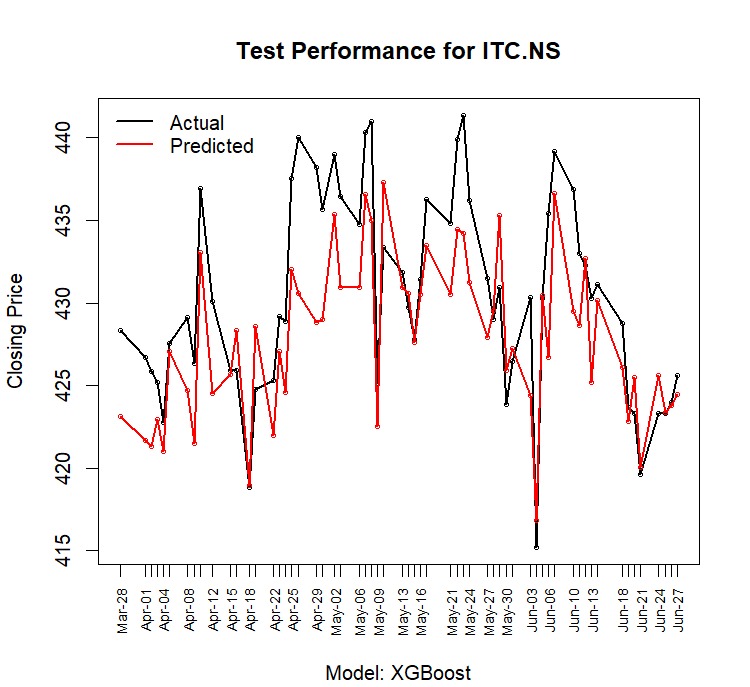 Test Performance for ITC.NS
Actual
Predicted
Closing Price
440
435
430
425
420
415
Mar-28
Apr-01
Apr-04
Apr-08
Apr-12
Apr-15
Apr-18
Apr-22
Apr-25
Apr-29
May-02
May-06
May-09
May-13
May-16
May-21
May-24
May-27
May-30
Jun-03
Jun-06
Jun-10
Jun-13
Jun-18
Jun-21
Jun-24
Jun-27
Model: XGBoost